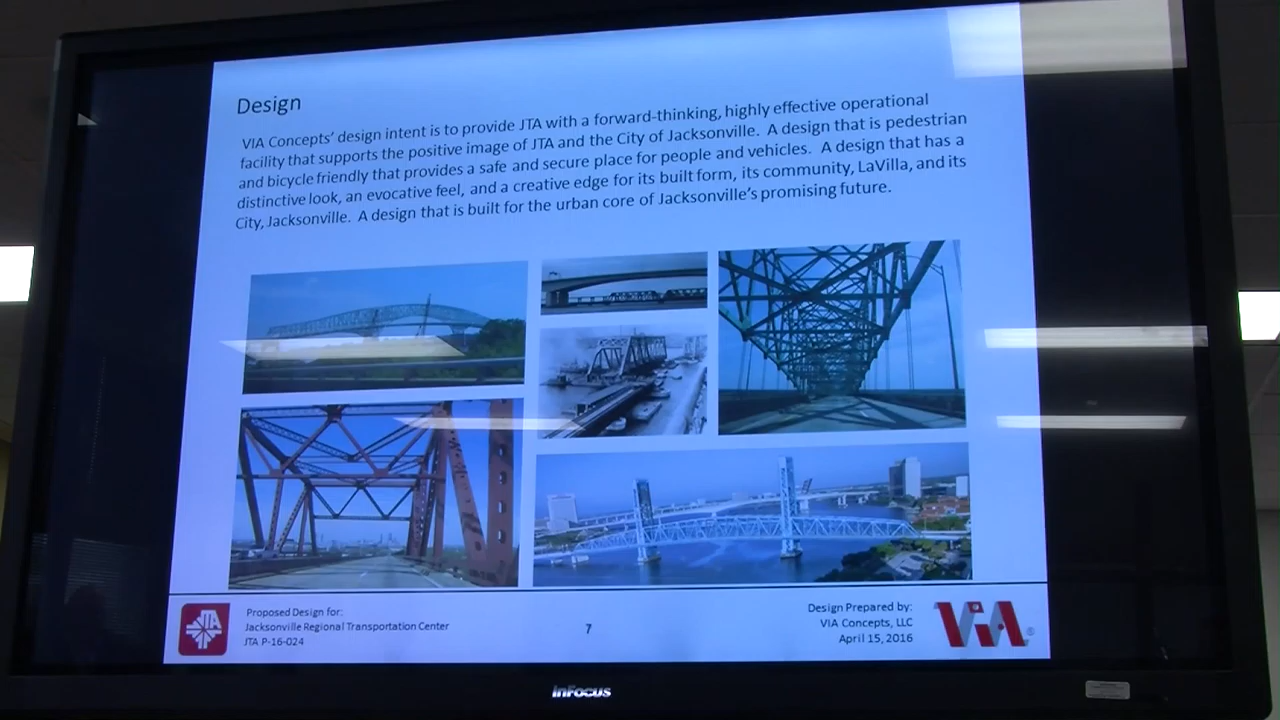 Design
VIA Concepts' design intent is to provide JTA with a forward-thinking, highly effective operational
facility that supports the positive image of JTA and the City of Jacksonville. A design that is pedestrian
and bicycle friendly that provides a safe and secure place for people and vehicles. A design that has a
distinctive look, an evocative feel, and a creative edge for its built form, its community, LaVilla, and its
City, Jacksonville. A design that is built for the urban core of Jacksonville's promising future.
JTA
Proposed Design for:
Jacksonville Regional Transportation Center
JTA P-16-024
7
Design Prepared by:
VIA Concepts, LLC
April 15, 2016
VIA®
InFocus